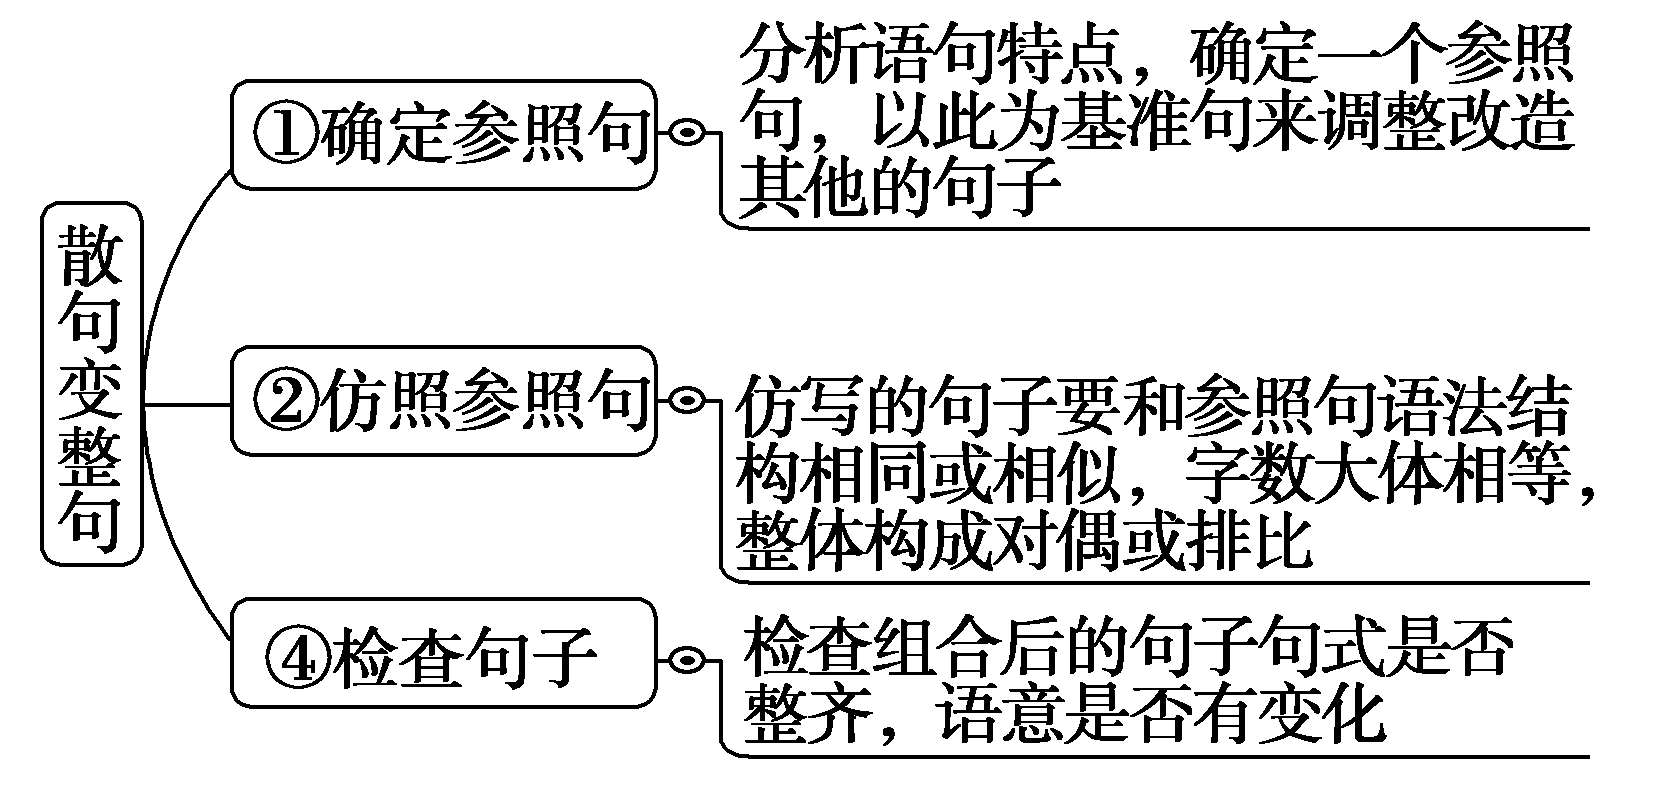 散句变整句
①确定参照句
分析语句特点，确定一个参照
句，以此为基准句来调整改造
其他的句子
②仿照参照句
仿写的句子要和参照句语法结
构相同或相似，字数大体相等，
整体构成对偶或排比
④检查句子
检查组合后的句子句式是否
整齐，语意是否有变化